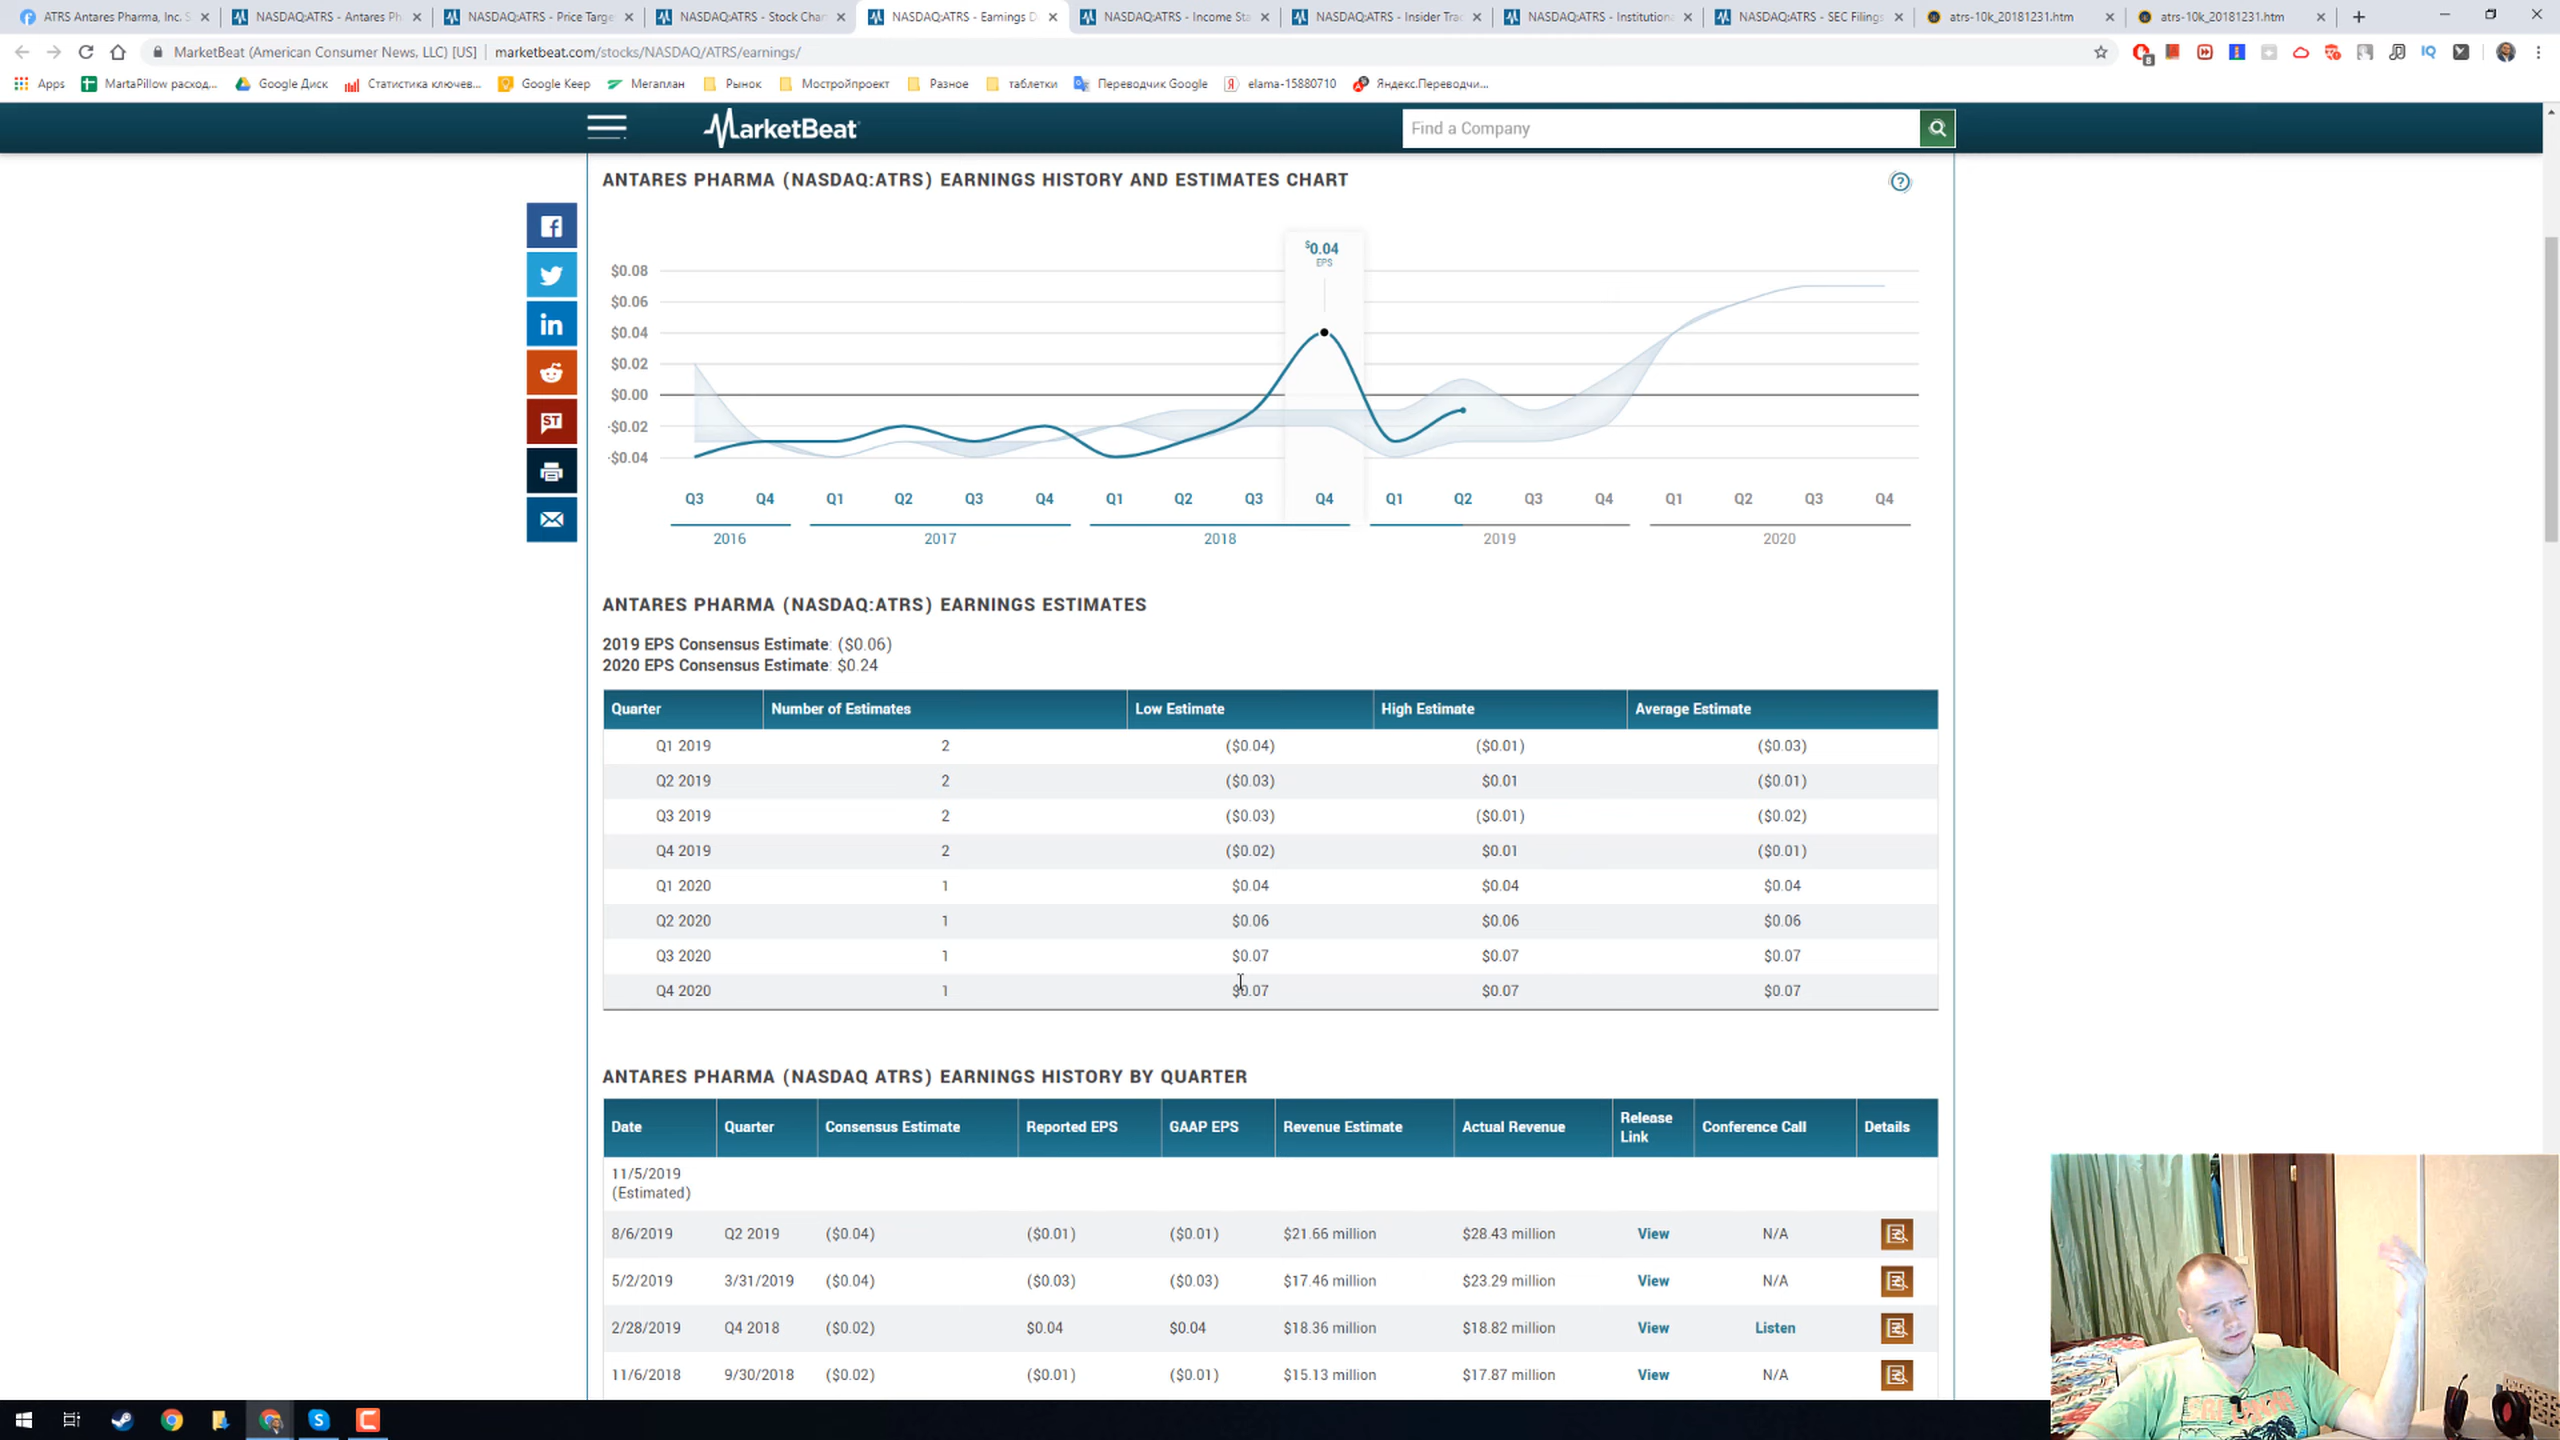 ATRS Antares Pharma, Inc. S
NASDAQ:ATRS - Antares Ph
NASDAQ:ATRS - Price Targe
NASDAQ:ATRS - Stock Char
NASDAQ:ATRS - Earnings D
NASDAQ:ATRS - Income Sta
NASDAQ:ATRS - Insider Trac
NASDAQ:ATRS - Institutiona
NASDAQ:ATRS - SEC Filings
atrs-10k_20181231.htm
atrs-10k_20181231.htm
MarketBeat (American Consumer News, LLC) [US] | marketbeat.com/stocks/NASDAQ/ATRS/earnings/
Apps MartaPillow расход... Google Диск Статистика ключев... Google Keep Мегаплан Рынок Мостройпроект Разное таблетки Переводчик Google elama-15880710 Яндекс.Переводчи...
MarketBeat
Find a Company
ANTARES PHARMA (NASDAQ:ATRS) EARNINGS HISTORY AND ESTIMATES CHART
$0.04
EPS
$0.08
$0.06
$0.04
$0.02
$0.00
-$0.02
-$0.04
Q3 Q4 Q1 Q2 Q3 Q4 Q1 Q2 Q3 Q4 Q1 Q2 Q3 Q4 Q1 Q2 Q3 Q4
2016 2017 2018 2019 2020
ANTARES PHARMA (NASDAQ:ATRS) EARNINGS ESTIMATES
2019 EPS Consensus Estimate: ($0.06)
2020 EPS Consensus Estimate: $0.24
Quarter Number of Estimates Low Estimate High Estimate Average Estimate
Q1 2019 2 ($0.04) ($0.01) ($0.03)
Q2 2019 2 ($0.03) $0.01 ($0.01)
Q3 2019 2 ($0.03) ($0.01) ($0.02)
Q4 2019 2 ($0.02) $0.01 ($0.01)
Q1 2020 1 $0.04 $0.04 $0.04
Q2 2020 1 $0.06 $0.06 $0.06
Q3 2020 1 $0.07 $0.07 $0.07
Q4 2020 1 $0.07 $0.07 $0.07
ANTARES PHARMA (NASDAQ ATRS) EARNINGS HISTORY BY QUARTER
Date Quarter Consensus Estimate Reported EPS GAAP EPS Revenue Estimate Actual Revenue Release Link Conference Call Details
11/5/2019
(Estimated)
8/6/2019 Q2 2019 ($0.04) ($0.01) ($0.01) $21.66 million $28.43 million View N/A
5/2/2019 3/31/2019 ($0.04) ($0.03) ($0.03) $17.46 million $23.29 million View N/A
2/28/2019 Q4 2018 ($0.02) $0.04 $0.04 $18.36 million $18.82 million View Listen
11/6/2018 9/30/2018 ($0.02) ($0.01) ($0.01) $15.13 million $17.87 million View N/A
SRI LANKA